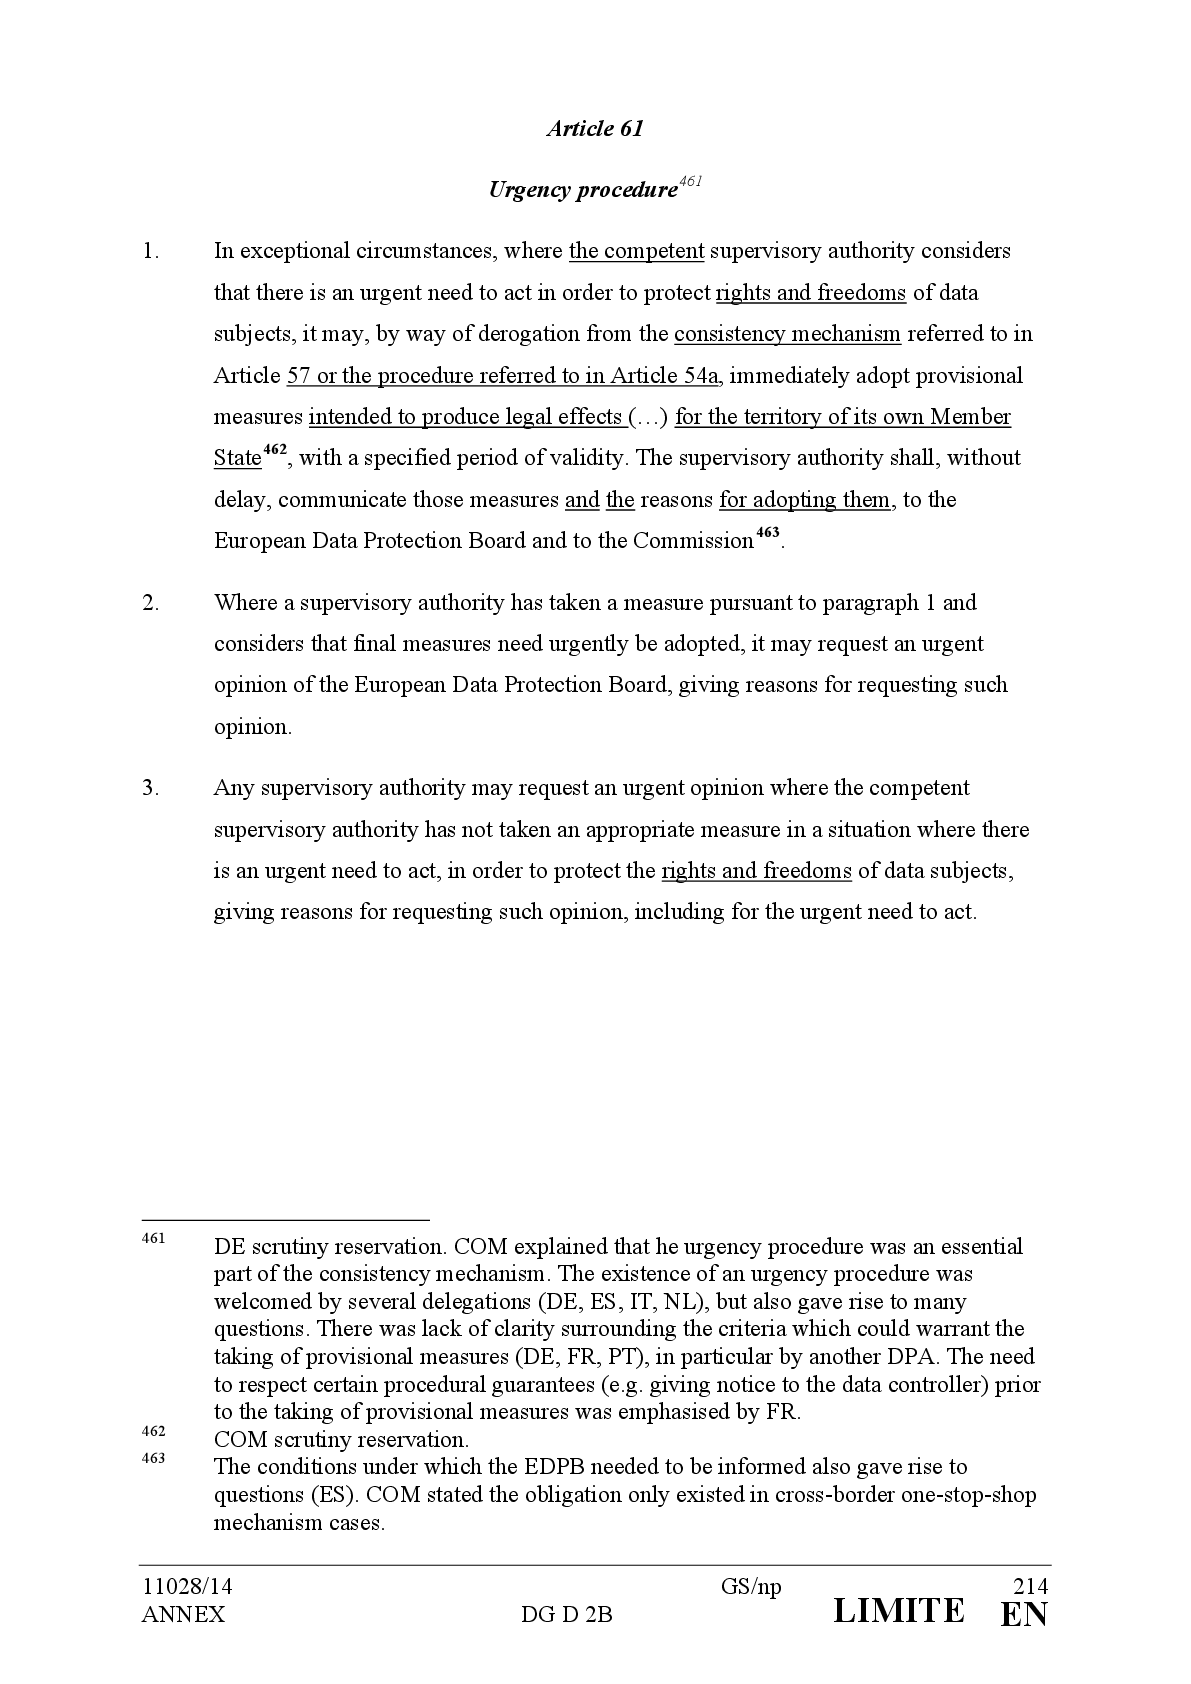 Article 61
Urgency procedure461
1. In exceptional circumstances, where the competent supervisory authority considers
that there is an urgent need to act in order to protect rights and freedoms of data
subjects, it may, by way of derogation from the consistency mechanism referred to in
Article 57 or the procedure referred to in Article 54a, immediately adopt provisional
measures intended to produce legal effects (…) for the territory of its own Member
State462, with a specified period of validity. The supervisory authority shall, without
delay, communicate those measures and the reasons for adopting them, to the
European Data Protection Board and to the Commission463.
2. Where a supervisory authority has taken a measure pursuant to paragraph 1 and
considers that final measures need urgently be adopted, it may request an urgent
opinion of the European Data Protection Board, giving reasons for requesting such
opinion.
3. Any supervisory authority may request an urgent opinion where the competent
supervisory authority has not taken an appropriate measure in a situation where there
is an urgent need to act, in order to protect the rights and freedoms of data subjects,
giving reasons for requesting such opinion, including for the urgent need to act.
461 DE scrutiny reservation. COM explained that he urgency procedure was an essential
part of the consistency mechanism. The existence of an urgency procedure was
welcomed by several delegations (DE, ES, IT, NL), but also gave rise to many
questions. There was lack of clarity surrounding the criteria which could warrant the
taking of provisional measures (DE, FR, PT), in particular by another DPA. The need
to respect certain procedural guarantees (e.g. giving notice to the data controller) prior
to the taking of provisional measures was emphasised by FR.
462 COM scrutiny reservation.
463 The conditions under which the EDPB needed to be informed also gave rise to
questions (ES). COM stated the obligation only existed in cross-border one-stop-shop
mechanism cases.
11028/14 GS/np 214
ANNEX DG D 2B LIMITE EN